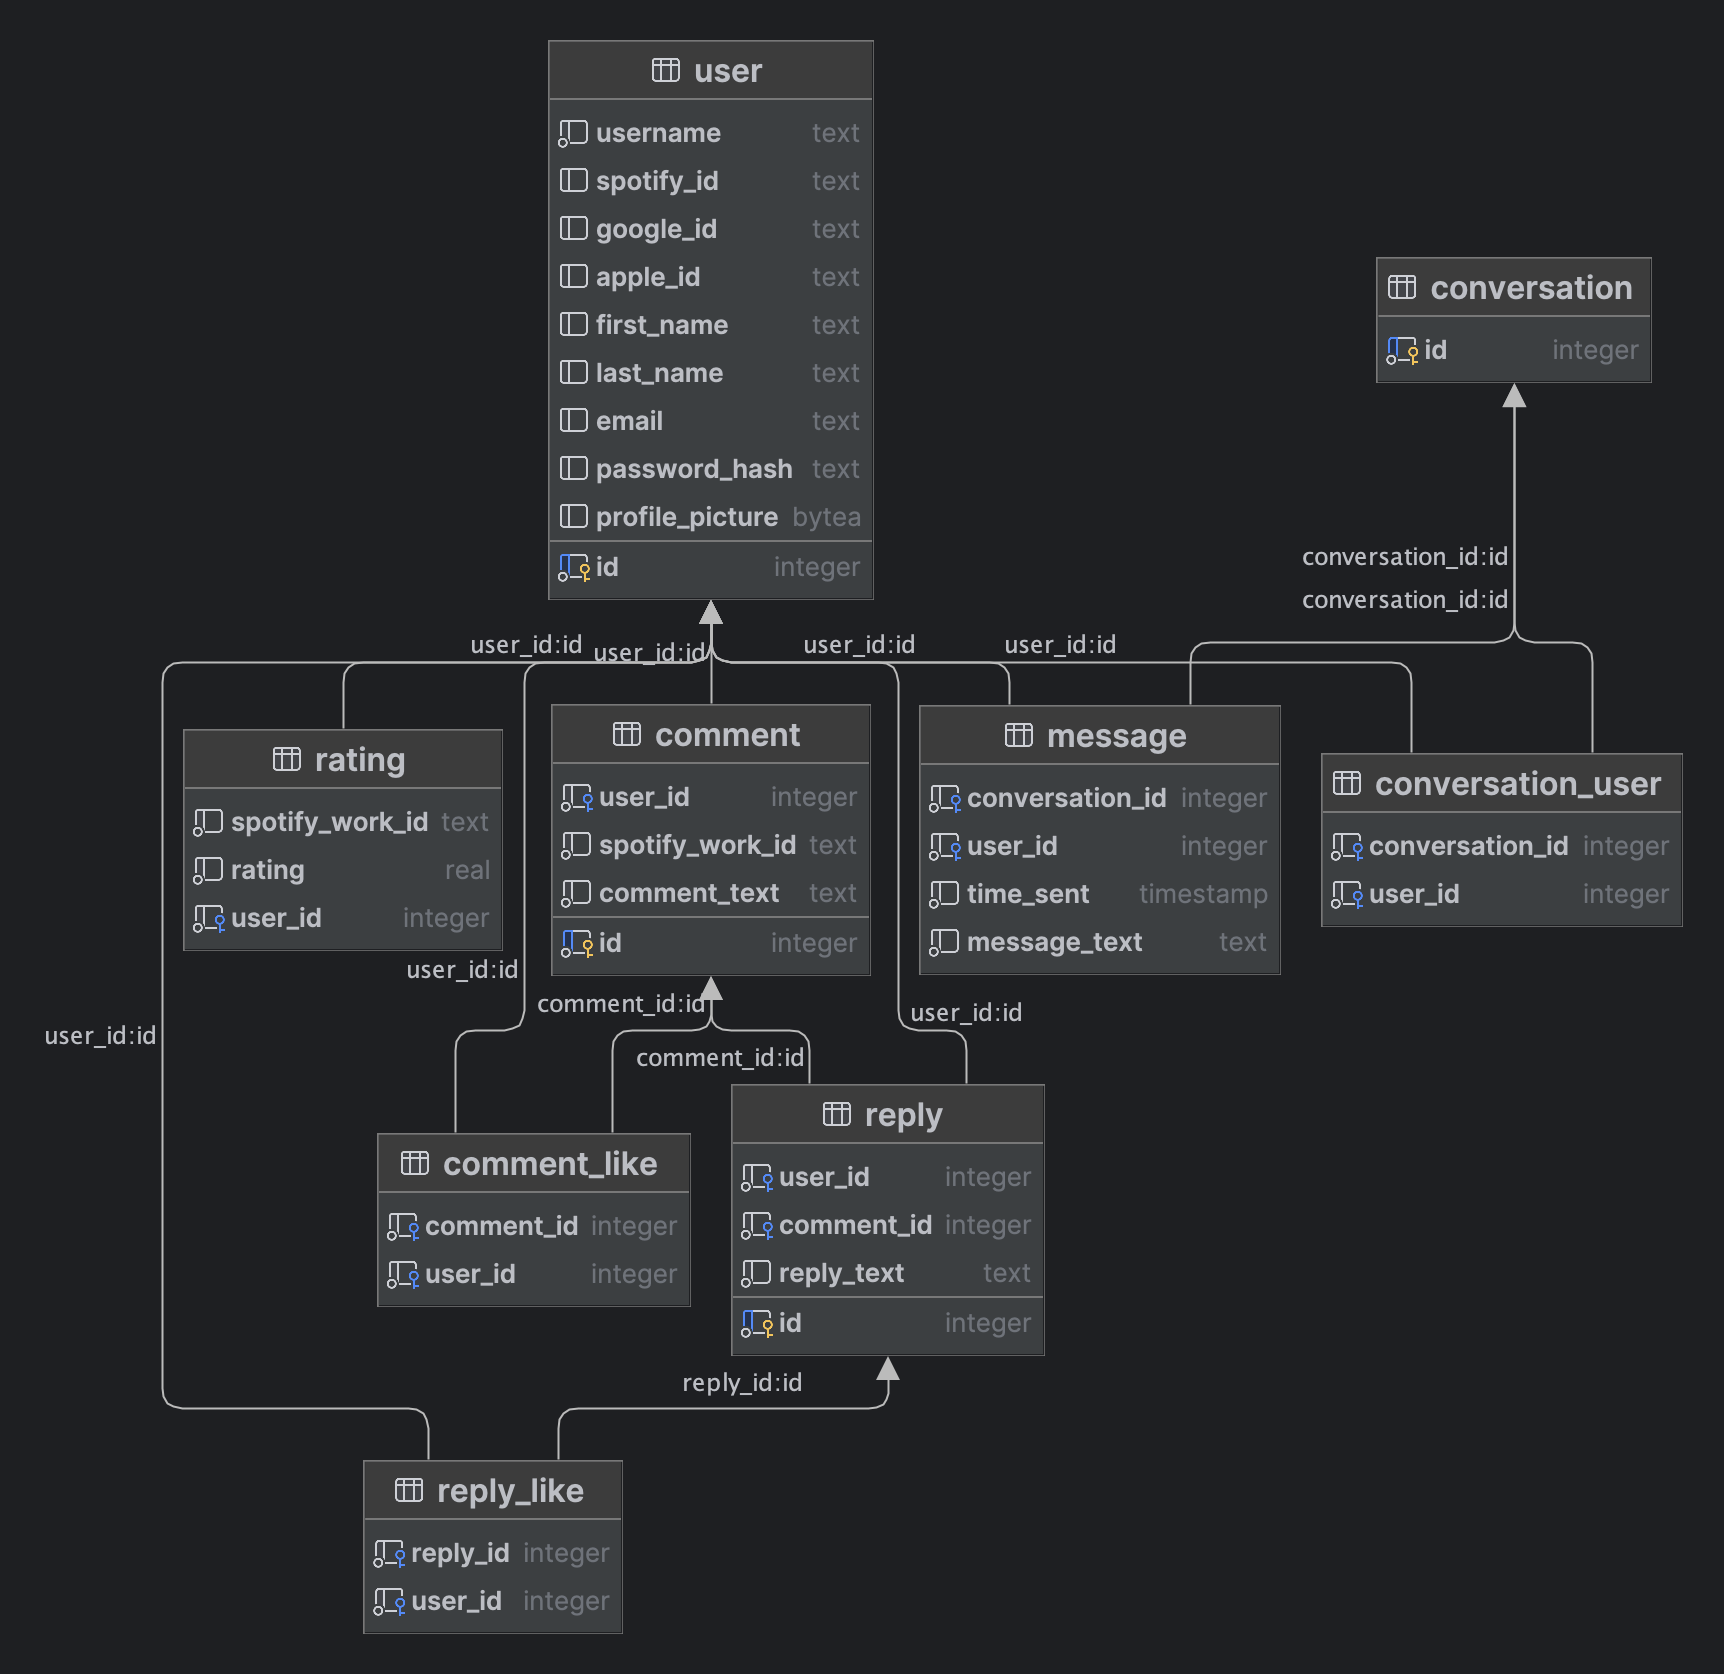 user
username text
spotify_id text
google_id text
apple_id text
first_name text
last_name text
email text
password_hash text
profile_picture bytea
id integer
conversation
id integer
conversation_id:id
conversation_id:id
user_id:id
user_id:id
user_id:id
user_id:id
rating
spotify_work_id text
rating real
user_id integer
comment
user_id integer
spotify_work_id text
comment_text text
id integer
message
conversation_id integer
user_id integer
time_sent timestamp
message_text text
conversation_user
conversation_id integer
user_id integer
user_id:id
comment_id:id
user_id:id
user_id:id
comment_id:id
comment_like
comment_id integer
user_id integer
reply
user_id integer
comment_id integer
reply_text text
id integer
reply_id:id
reply_like
reply_id integer
user_id integer